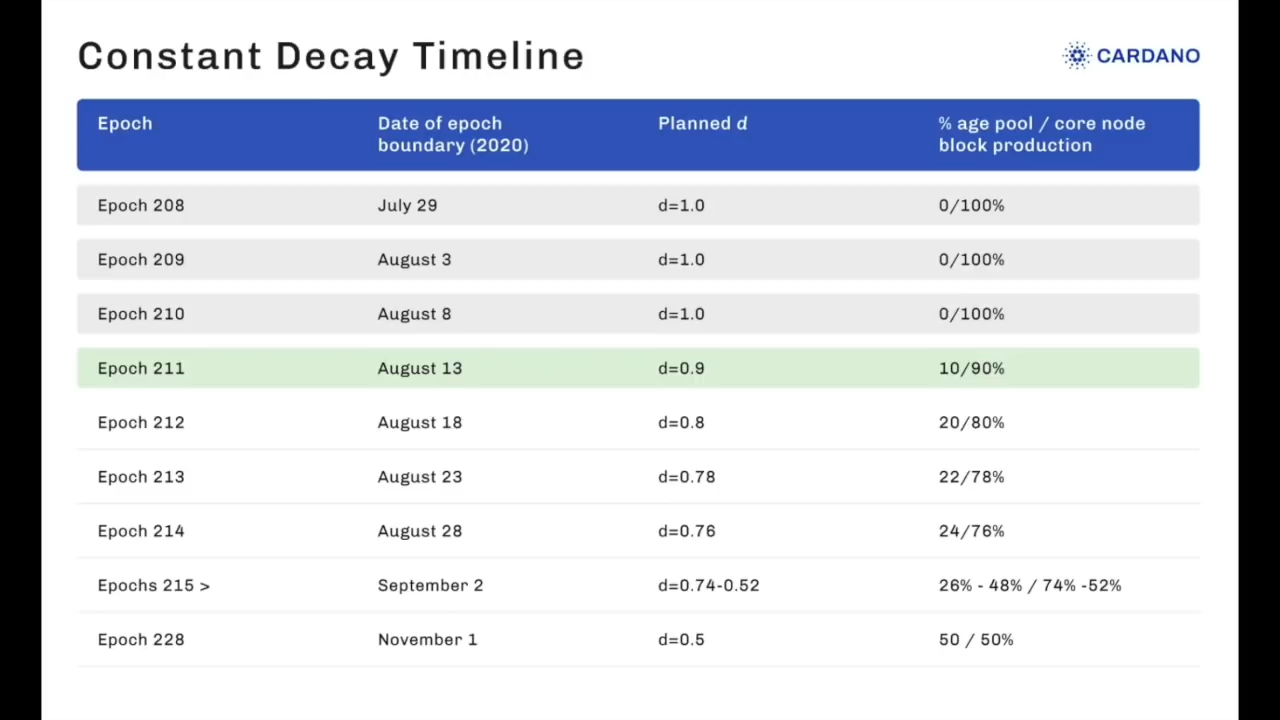 Constant Decay Timeline
CARDANO
Epoch
Date of epoch
boundary (2020)
Planned d
% age pool / core node
block production
Epoch 208 July 29 d=1.0 0/100%
Epoch 209 August 3 d=1.0 0/100%
Epoch 210 August 8 d=1.0 0/100%
Epoch 211 August 13 d=0.9 10/90%
Epoch 212 August 18 d=0.8 20/80%
Epoch 213 August 23 d=0.78 22/78%
Epoch 214 August 28 d=0.76 24/76%
Epochs 215 > September 2 d=0.74-0.52 26% - 48% / 74% -52%
Epoch 228 November 1 d=0.5 50 / 50%